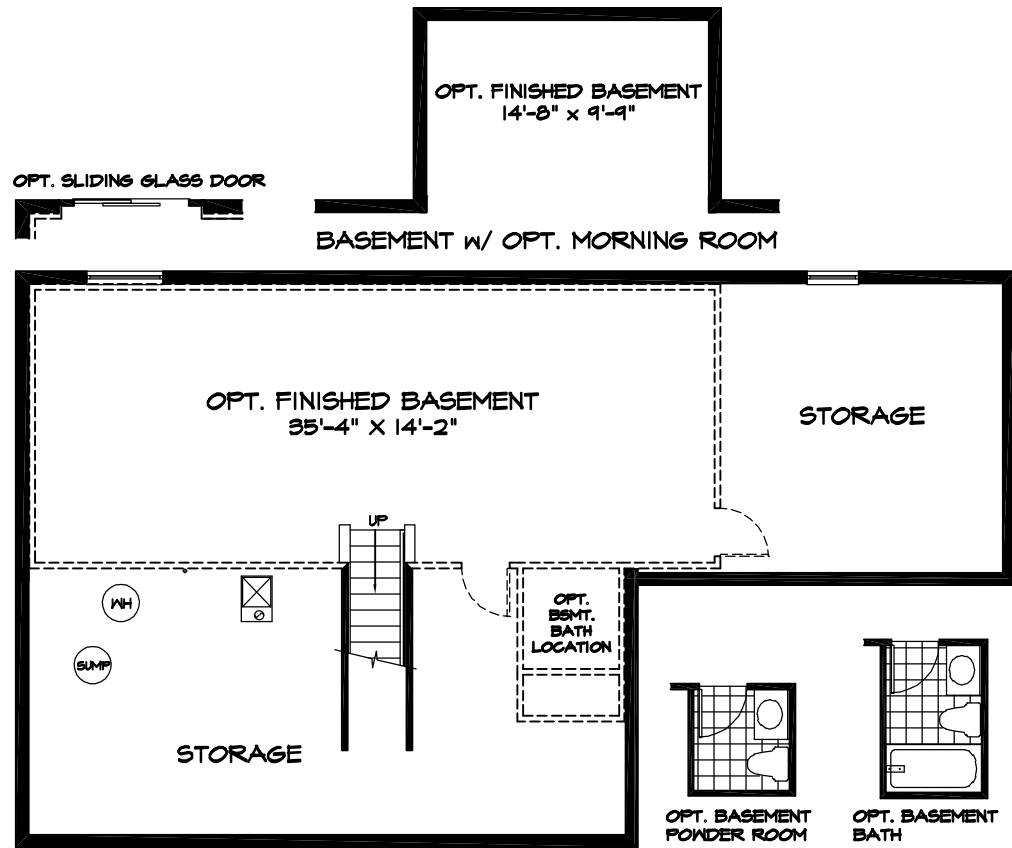 OPT. FINISHED BASEMENT
14'-8" x 9'-9"
OPT. SLIDING GLASS DOOR
BASEMENT W/ OPT. MORNING ROOM
OPT. FINISHED BASEMENT
35'-4" X 14'-2"
STORAGE
UP
WH
SUMP
OPT.
BSMT.
BATH
LOCATION
STORAGE
OPT. BASEMENT
POWDER ROOM
OPT. BASEMENT
BATH